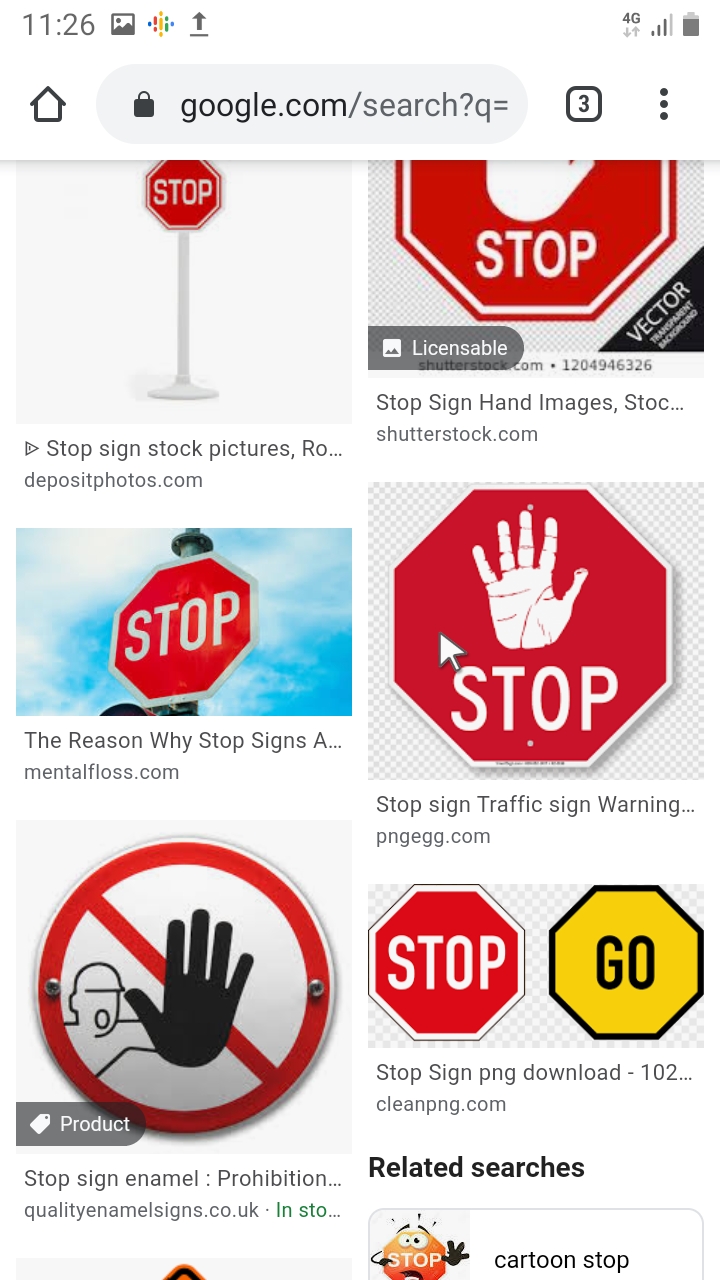 11:26
4G
google.com/search?q=
3
STOP
▷ Stop sign stock pictures, Ro...
depositphotos.com
STOP
VECTOR
TRANSPARENT
BACKGROUND
Licensable
shutterstock.com • 1204946326
Stop Sign Hand Images, Stoc...
shutterstock.com
STOP
The Reason Why Stop Signs A...
mentalfloss.com
STOP
Stop sign Traffic sign Warning...
pngegg.com
Product
Stop sign enamel : Prohibition...
qualityenamelsigns.co.uk · In sto...
STOP
GO
Stop Sign png download - 102...
cleanpng.com
Related searches
STOP
cartoon stop